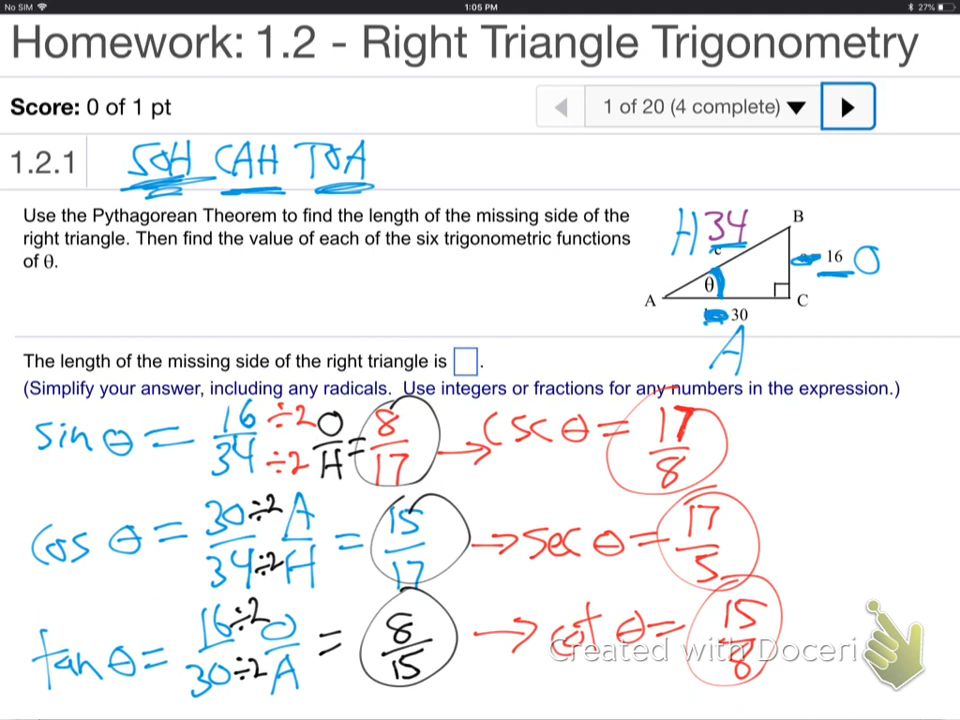 No SIM 1:05 PM 27%
Homework: 1.2 - Right Triangle Trigonometry
Score: 0 of 1 pt 1 of 20 (4 complete)
1.2.1 SOH CAH TOA
Use the Pythagorean Theorem to find the length of the missing side of the
right triangle. Then find the value of each of the six trigonometric functions
of θ.
H 34 B
c
16 O
θ
A C
30
A
The length of the missing side of the right triangle is .
(Simplify your answer, including any radicals. Use integers or fractions for any numbers in the expression.)
sin θ = 16/34 ÷2/÷2 O/H = 8/17 → csc θ = 17/8
cos θ = 30÷2/34÷2 A/H = 15/17 → sec θ = 17/5
tan θ = 16÷2/30÷2 O/A = 8/15 → cot θ = 15/8
Created with Doceri